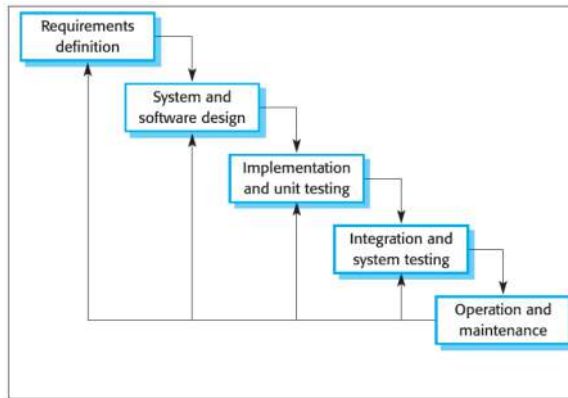 Requirements
definition
System and
software design
Implementation
and unit testing
Integration and
system testing
Operation and
maintenance